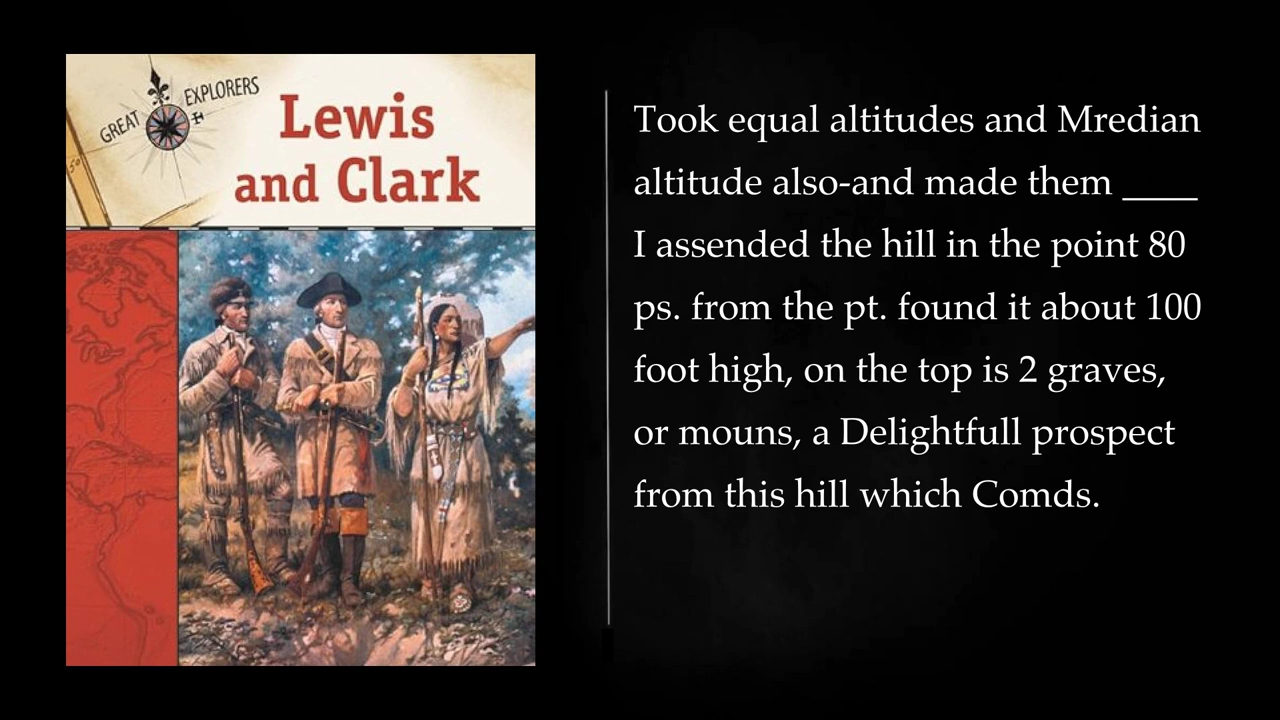 GREAT EXPLORERS
Lewis
and Clark
50
Took equal altitudes and Mredian
altitude also-and made them ____
I assended the hill in the point 80
ps. from the pt. found it about 100
foot high, on the top is 2 graves,
or mouns, a Delightfull prospect
from this hill which Comds.